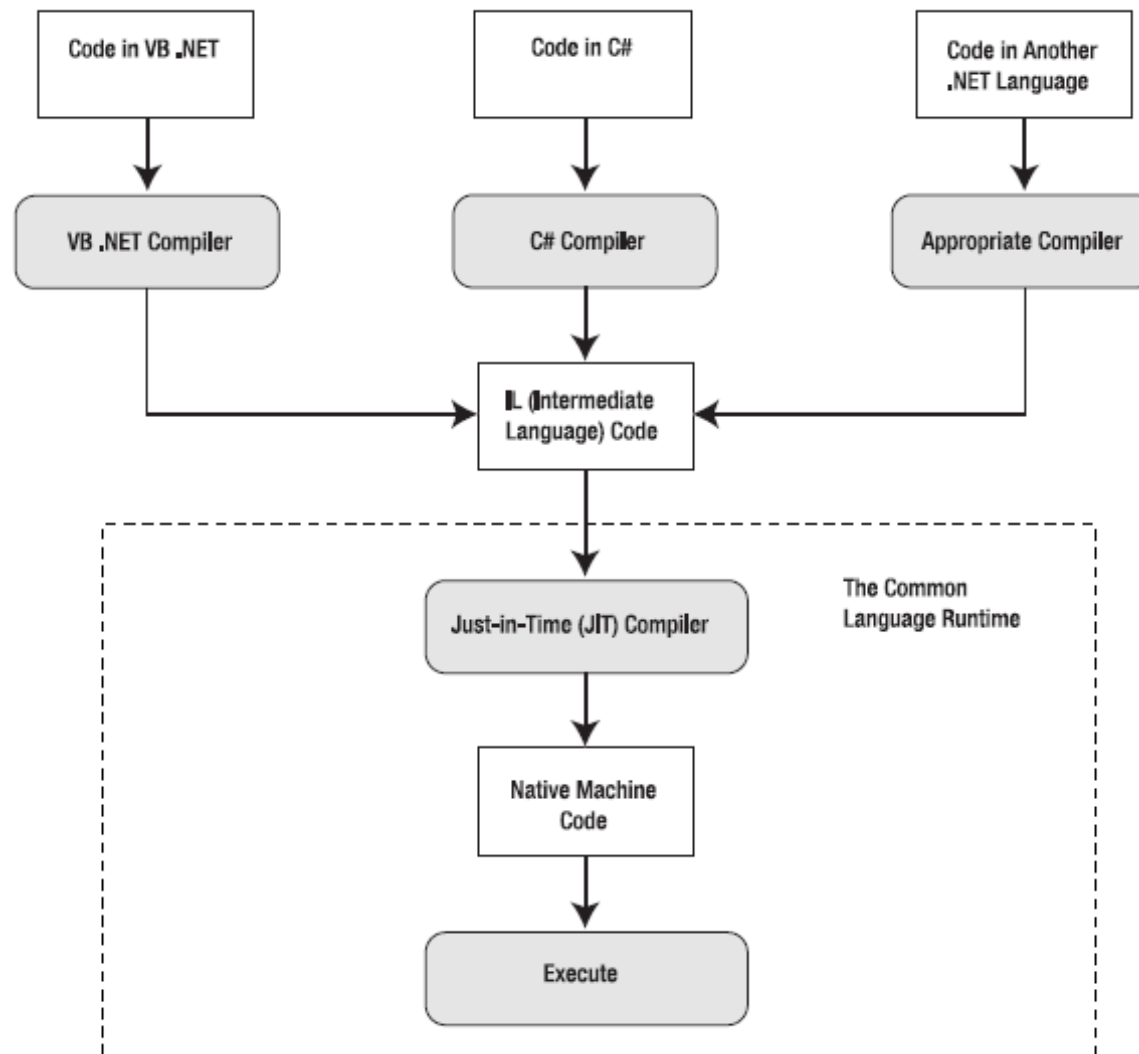 Code in VB .NET
Code in C#
Code in Another
.NET Language
VB .NET Compiler
C# Compiler
Appropriate Compiler
IL (Intermediate
Language) Code
Just-in-Time (JIT) Compiler
The Common
Language Runtime
Native Machine
Code
Execute